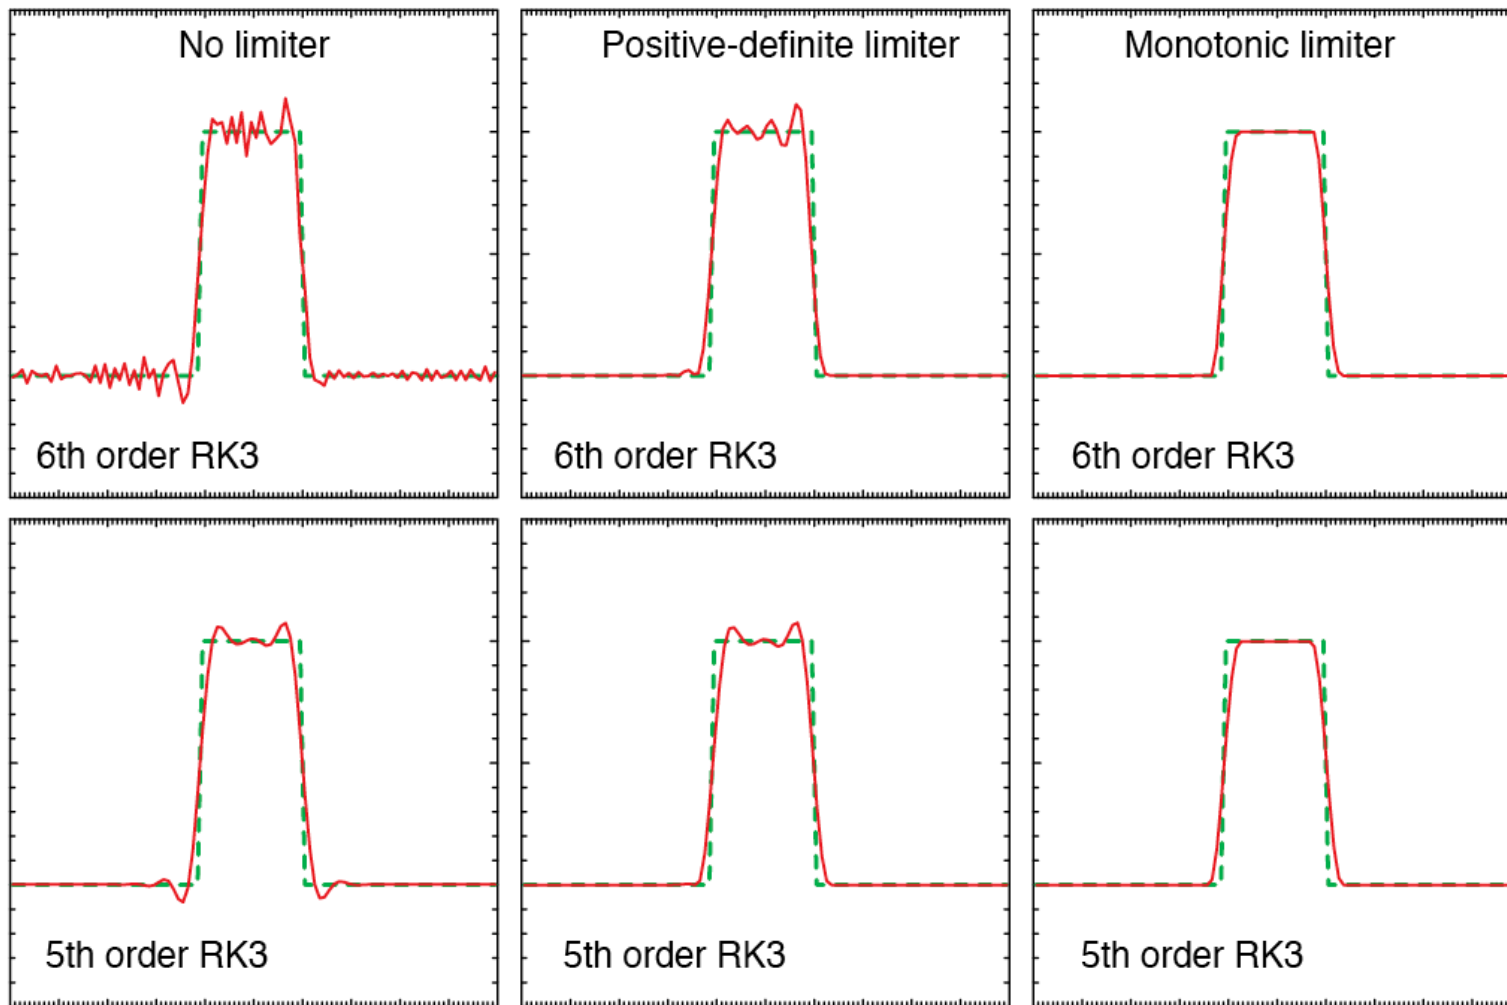 No limiter
Positive-definite limiter
Monotonic limiter
6th order RK3
6th order RK3
6th order RK3
5th order RK3
5th order RK3
5th order RK3